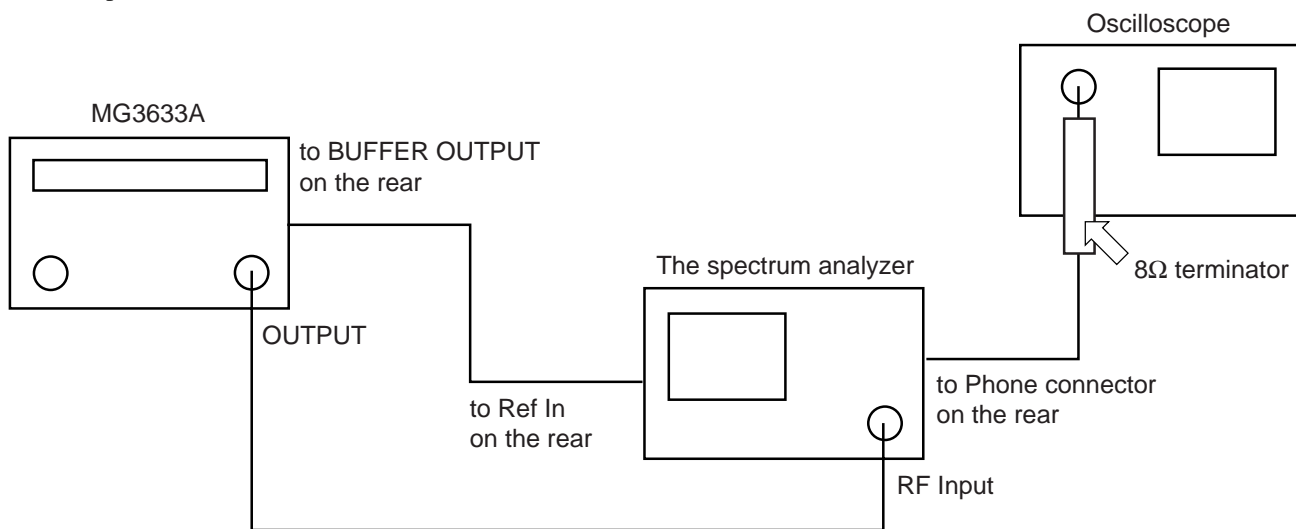 Oscilloscope
MG3633A
to BUFFER OUTPUT
on the rear
The spectrum analyzer
8Ω terminator
OUTPUT
to Ref In
on the rear
to Phone connector
on the rear
RF Input